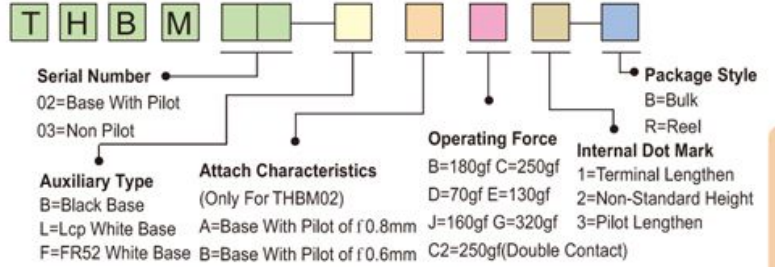 THBM
Serial Number
02=Base With Pilot
03=Non Pilot
Auxiliary Type
B=Black Base
L=Lcp White Base
F=FR52 White Base
Attach Characteristics
(Only For THBM02)
A=Base With Pilot of f0.8mm
B=Base With Pilot of f0.6mm
Operating Force
B=180gf C=250gf
D=70gf E=130gf
J=160gf G=320gf
C2=250gf(Double Contact)
Internal Dot Mark
1=Terminal Lengthen
2=Non-Standard Height
3=Pilot Lengthen
Package Style
B=Bulk
R=Reel